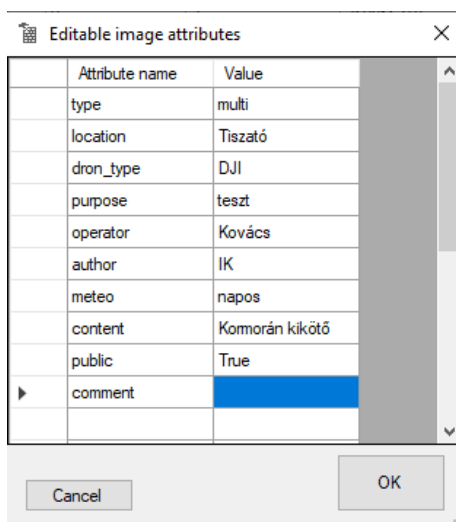 Editable image attributes
Attribute name Value
type multi
location Tiszató
dron_type DJI
purpose teszt
operator Kovács
author IK
meteo napos
content Kormorán kikötő
public True
comment
Cancel OK